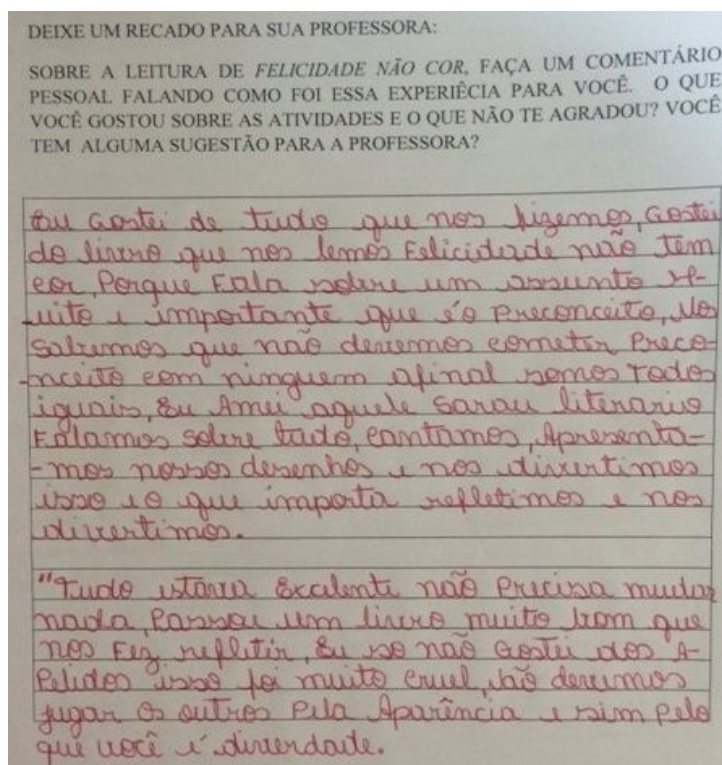 DEIXE UM RECADO PARA SUA PROFESSORA:
SOBRE A LEITURA DE FELICIDADE NÃO COR, FAÇA UM COMENTÁRIO
PESSOAL FALANDO COMO FOI ESSA EXPERIÊCIA PARA VOCÊ. O QUE
VOCÊ GOSTOU SOBRE AS ATIVIDADES E O QUE NÃO TE AGRADOU? VOCÊ
TEM ALGUMA SUGESTÃO PARA A PROFESSORA?
Eu Gostei de tudo que nos fizemos, Gostei
do livro que nos lemos Felicidade não tem
cor, Porque Fala sobre um assunto M-
uito e importante que é o Preconceito, Nos
Sabemos que não devemos cometer Preco-
-nceito com ninguem afinal somos Todos
iguais, Eu Amei aquele Sarau literario
Falamos Sobre tudo, cantamos, Apresenta-
-mos nossos desenhos e nos divertimos
isso e o que importa refletimos e nos
divertimos.
"Tudo estava Excelente não Precisa mudar
nada, Passou um livro muito bom que
nos Fez refletir, Eu so não Gostei dos A-
Pelidos isso foi muito cruel, não devemos
jugar Os outros Pela Aparência e sim pelo
que você é diverdade.